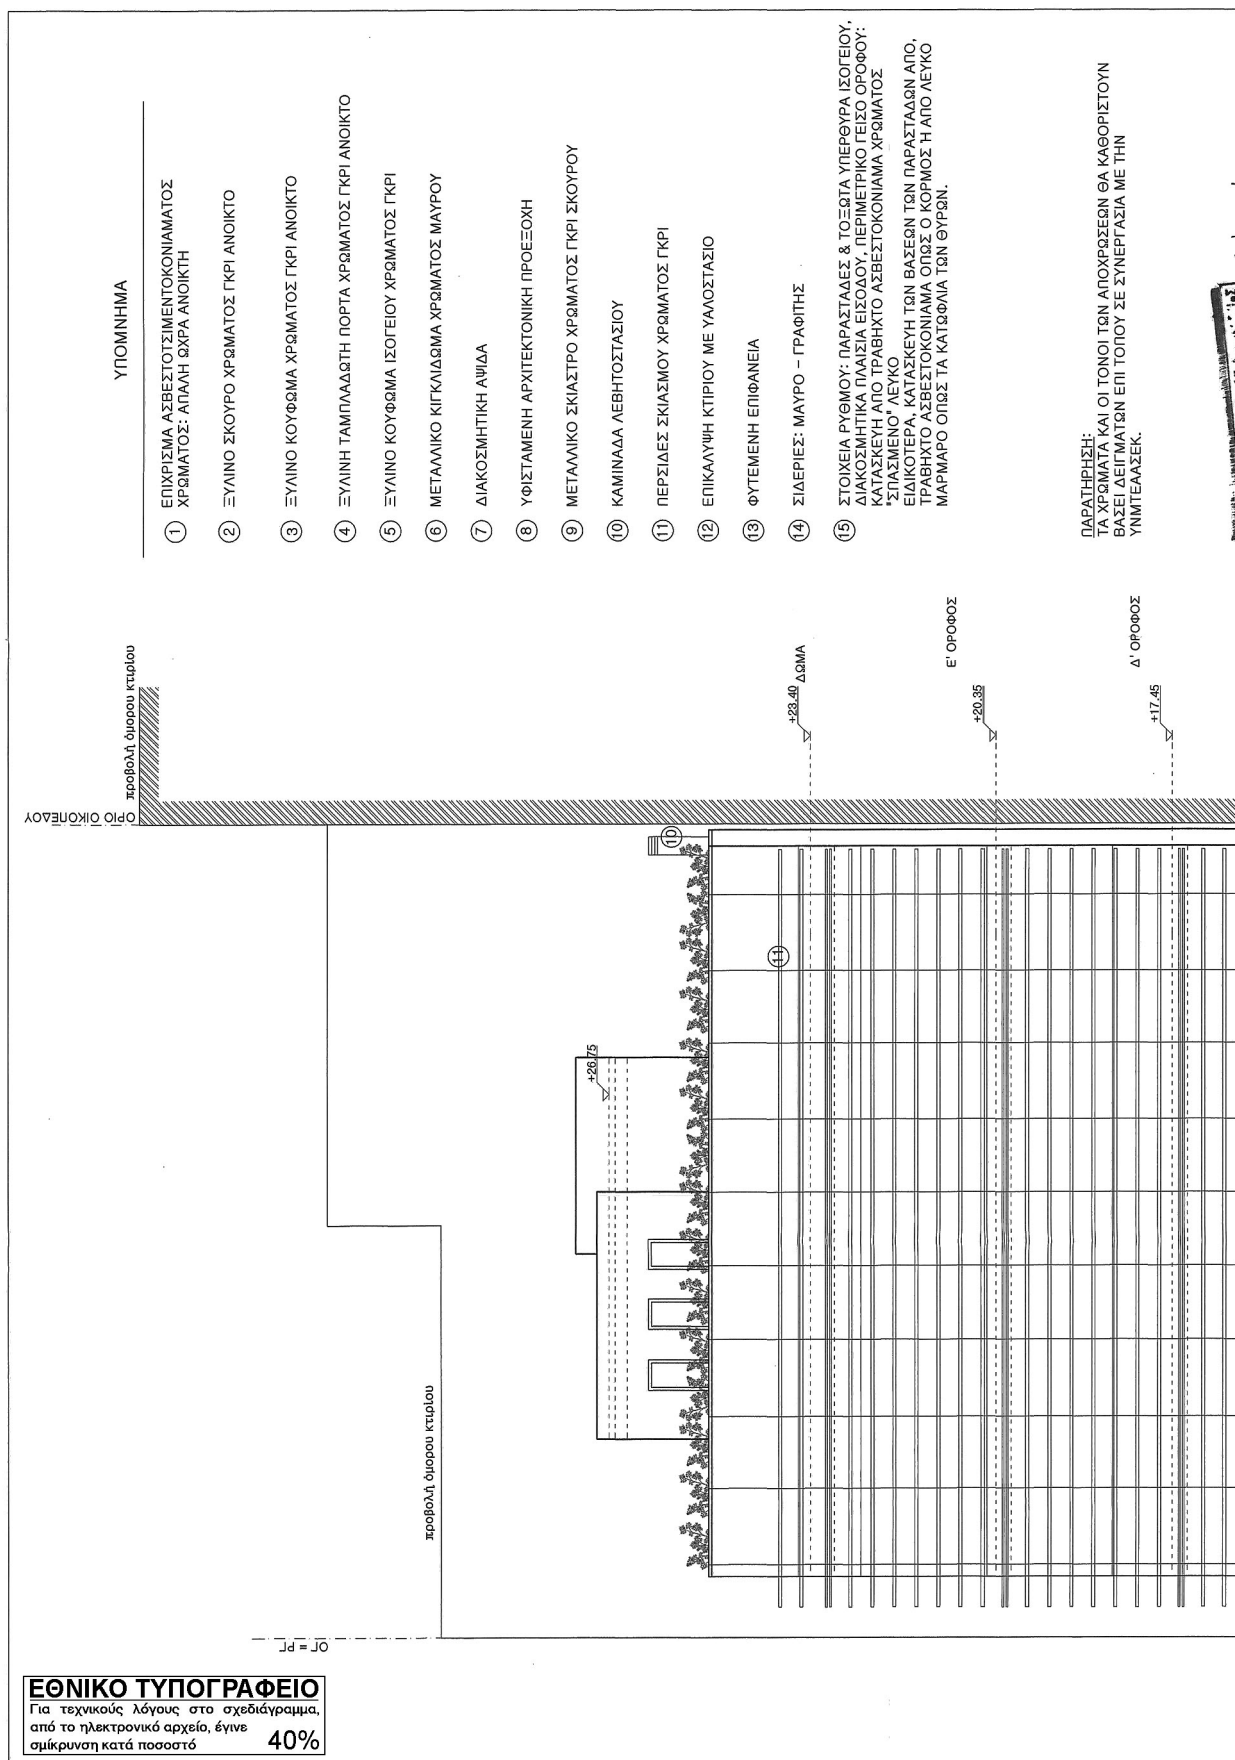 ΥΠΟΜΝΗΜΑ
1 ΕΠΙΧΡΙΣΜΑ ΑΣΒΕΣΤΟΤΣΙΜΕΝΤΟΚΟΝΙΑΜΑΤΟΣ
ΧΡΩΜΑΤΟΣ: ΑΠΑΛΗ ΩΧΡΑ ΑΝΟΙΚΤΗ
2 ΞΥΛΙΝΟ ΣΚΟΥΡΟ ΧΡΩΜΑΤΟΣ ΓΚΡΙ ΑΝΟΙΚΤΟ
3 ΞΥΛΙΝΟ ΚΟΥΦΩΜΑ ΧΡΩΜΑΤΟΣ ΓΚΡΙ ΑΝΟΙΚΤΟ
4 ΞΥΛΙΝΗ ΤΑΜΠΛΑΔΩΤΗ ΠΟΡΤΑ ΧΡΩΜΑΤΟΣ ΓΚΡΙ ΑΝΟΙΚΤΟ
5 ΞΥΛΙΝΟ ΚΟΥΦΩΜΑ ΙΣΟΓΕΙΟΥ ΧΡΩΜΑΤΟΣ ΓΚΡΙ
6 ΜΕΤΑΛΛΙΚΟ ΚΙΓΚΛΙΔΩΜΑ ΧΡΩΜΑΤΟΣ ΜΑΥΡΟΥ
7 ΔΙΑΚΟΣΜΗΤΙΚΗ ΑΨΙΔΑ
8 ΥΦΙΣΤΑΜΕΝΗ ΑΡΧΙΤΕΚΤΟΝΙΚΗ ΠΡΟΕΞΟΧΗ
9 ΜΕΤΑΛΛΙΚΟ ΣΚΙΑΣΤΡΟ ΧΡΩΜΑΤΟΣ ΓΚΡΙ ΣΚΟΥΡΟΥ
10 ΚΑΜΙΝΑΔΑ ΛΕΒΗΤΟΣΤΑΣΙΟΥ
11 ΠΕΡΣΙΔΕΣ ΣΚΙΑΣΜΟΥ ΧΡΩΜΑΤΟΣ ΓΚΡΙ
12 ΕΠΙΚΑΛΥΨΗ ΚΤΙΡΙΟΥ ΜΕ ΥΑΛΟΣΤΑΣΙΟ
13 ΦΥΤΕΜΕΝΗ ΕΠΙΦΑΝΕΙΑ
14 ΣΙΔΕΡΙΕΣ: ΜΑΥΡΟ – ΓΡΑΦΙΤΗΣ
15 ΣΤΟΙΧΕΙΑ ΡΥΘΜΟΥ: ΠΑΡΑΣΤΑΔΕΣ & ΤΟΞΩΤΑ ΥΠΕΡΘΥΡΑ ΙΣΟΓΕΙΟΥ,
ΔΙΑΚΟΣΜΗΤΙΚΑ ΠΛΑΙΣΙΑ ΕΙΣΟΔΟΥ, ΠΕΡΙΜΕΤΡΙΚΟ ΓΕΙΣΟ ΟΡΟΦΟΥ:
ΚΑΤΑΣΚΕΥΗ ΑΠΟ ΤΡΑΒΗΧΤΟ ΑΣΒΕΣΤΟΚΟΝΙΑΜΑ ΧΡΩΜΑΤΟΣ
"ΣΠΑΣΜΕΝΟ" ΛΕΥΚΟ
ΕΙΔΙΚΟΤΕΡΑ, ΚΑΤΑΣΚΕΥΗ ΤΩΝ ΒΑΣΕΩΝ ΤΩΝ ΠΑΡΑΣΤΑΔΩΝ ΑΠΟ,
ΤΡΑΒΗΧΤΟ ΑΣΒΕΣΤΟΚΟΝΙΑΜΑ ΟΠΩΣ Ο ΚΟΡΜΟΣ Η ΑΠΟ ΛΕΥΚΟ
ΜΑΡΜΑΡΟ ΟΠΩΣ ΤΑ ΚΑΤΩΦΛΙΑ ΤΩΝ ΘΥΡΩΝ.
ΠΑΡΑΤΗΡΗΣΗ:
ΤΑ ΧΡΩΜΑΤΑ ΚΑΙ ΟΙ ΤΟΝΟΙ ΤΩΝ ΑΠΟΧΡΩΣΕΩΝ ΘΑ ΚΑΘΟΡΙΣΤΟΥΝ
ΒΑΣΕΙ ΔΕΙΓΜΑΤΩΝ ΕΠΙ ΤΟΠΟΥ ΣΕ ΣΥΝΕΡΓΑΣΙΑ ΜΕ ΤΗΝ
ΥΝΜΤΕΑΑΣΕΚ.
ΟΡΙΟ ΟΙΚΟΠΕΔΟΥ
προβολή όμορου κτιρίου
+23.40 ΔΩΜΑ
Ε' ΟΡΟΦΟΣ
+20.35
Δ' ΟΡΟΦΟΣ
+17.45
10
11
+26.75
προβολή όμορου κτιρίου
ΟΓ = ΡΓ
ΕΘΝΙΚΟ ΤΥΠΟΓΡΑΦΕΙΟ
Για τεχνικούς λόγους στο σχεδιάγραμμα,
από το ηλεκτρονικό αρχείο, έγινε
σμίκρυνση κατά ποσοστό 40%